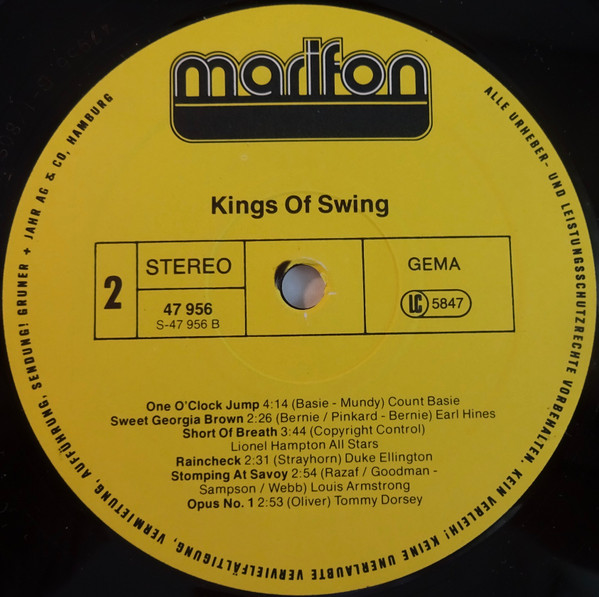 marifon
ALLE URHEBER- UND LEISTUNGSSCHUTZRECHTE VORBEHALTEN. KEIN VERLEIH! KEINE UNERLAUBTE VERVIELFÄLTIGUNG, VERMIETUNG, AUFFÜHRUNG, SENDUNG! GRUNER + JAHR AG & CO, HAMBURG
Kings Of Swing
2
STEREO
47 956
S-47 956 B
GEMA
LC 5847
One O'Clock Jump 4:14 (Basie - Mundy) Count Basie
Sweet Georgia Brown 2:26 (Bernie / Pinkard - Bernie) Earl Hines
Short Of Breath 3:44 (Copyright Control)
Lionel Hampton All Stars
Raincheck 2:31 (Strayhorn) Duke Ellington
Stomping At Savoy 2:54 (Razaf / Goodman -
Sampson / Webb) Louis Armstrong
Opus No. 1 2:53 (Oliver) Tommy Dorsey